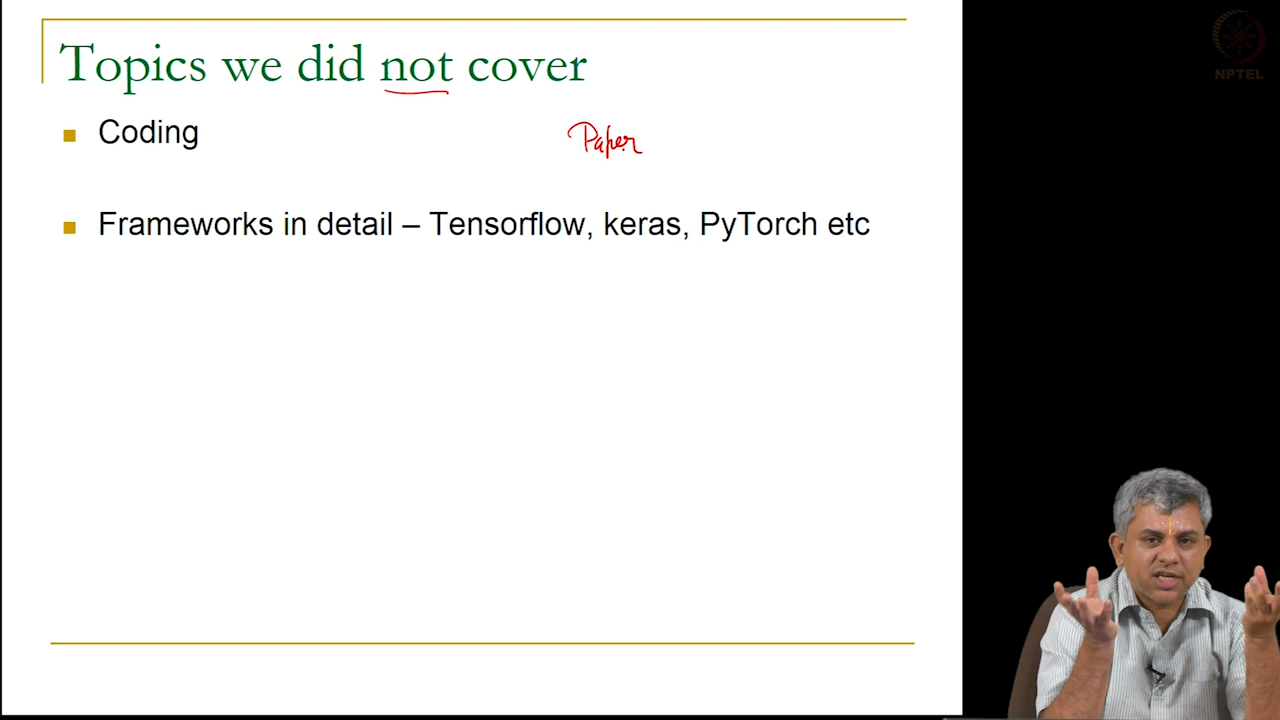 Topics we did not cover
Coding
Paper
Frameworks in detail – Tensorflow, keras, PyTorch etc
NPTEL